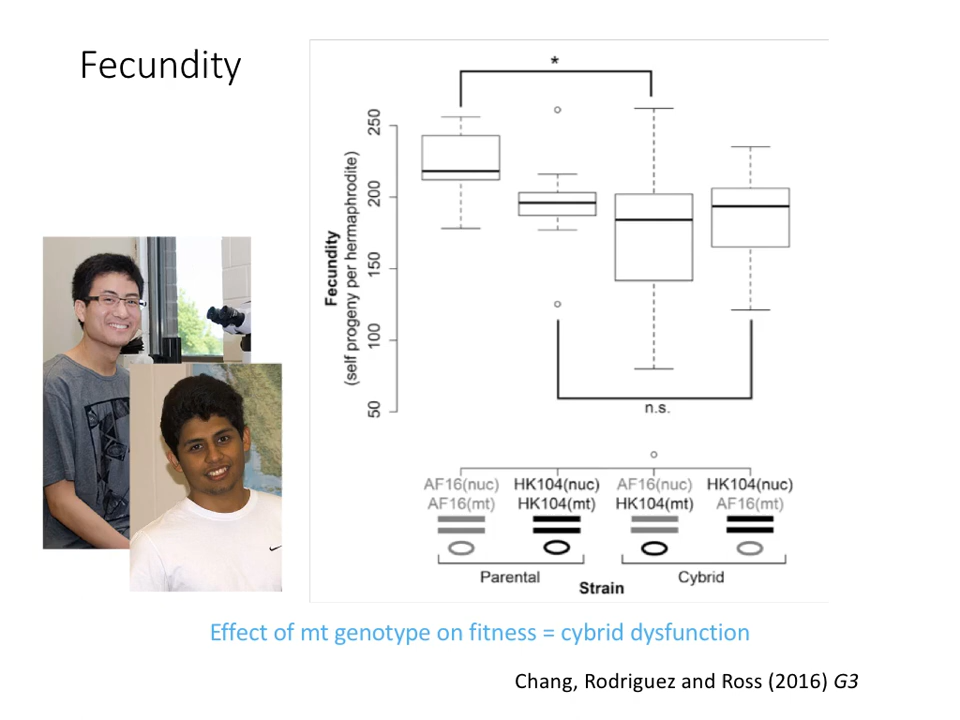 Fecundity
*
Fecundity
(self progeny per hermaphrodite)
250
200
150
100
50
n.s.
AF16(nuc) HK104(nuc) AF16(nuc) HK104(nuc)
AF16(mt) HK104(mt) HK104(mt) AF16(mt)
Parental Cybrid
Strain
Effect of mt genotype on fitness = cybrid dysfunction
Chang, Rodriguez and Ross (2016) G3